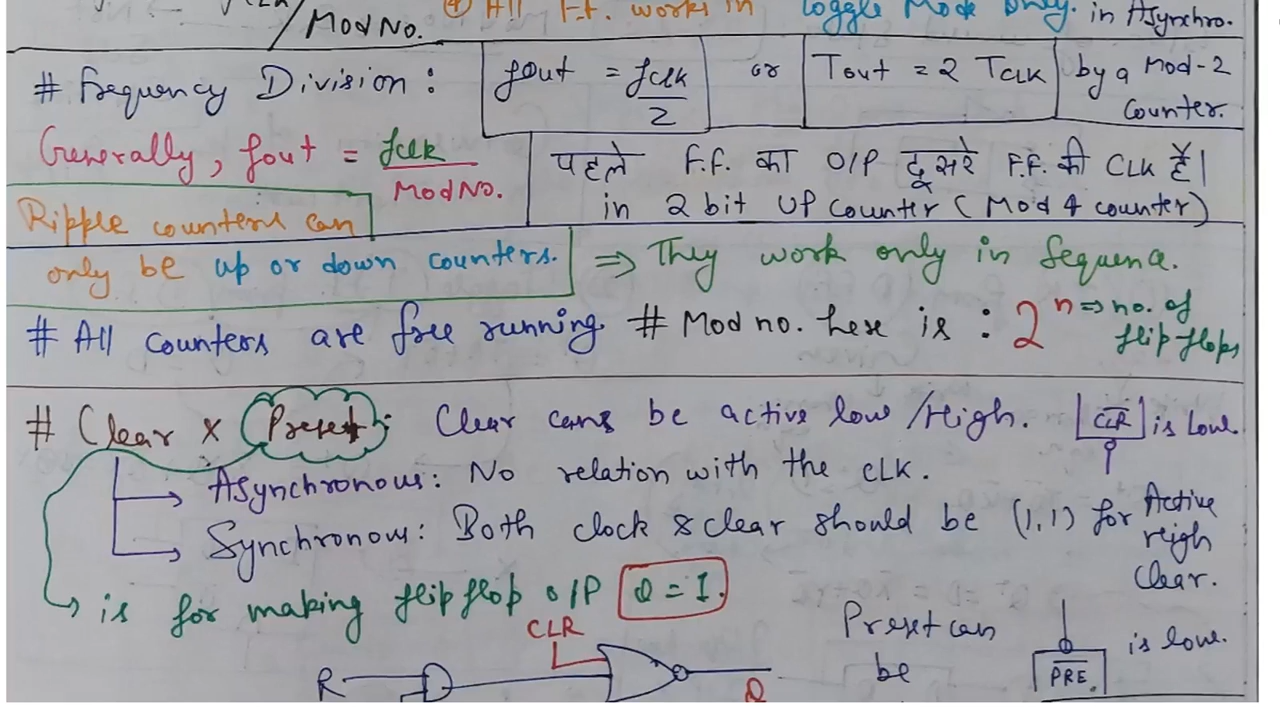 Mod No. ④ All F.F. works in toggle Mode only. in Asynchro.
# Frequency Division : fout = fclk/2 or Tout = 2 TCLK by a Mod-2 Counter.
Generally, fout = fclk/Mod No.
पहले F.F. का O/P दूसरे F.F. की CLK है।
in 2 bit UP Counter (Mod 4 counter)
Ripple counters can
only be up or down counters. ⇒ They work only in Sequence.
# All counters are free running # Mod no. here is : 2ⁿ ⇒ no. of flip flops
# Clear & Preset : Clear can be active low /High. CLR̅ is Low.
→ Asynchronous : No relation with the CLK.
→ Synchronous : Both clock & clear should be (1,1) for Active High Clear.
→ is for making flip flop O/P Q = 1.
CLR
R
Q
Preset can be
PRE̅ is low.